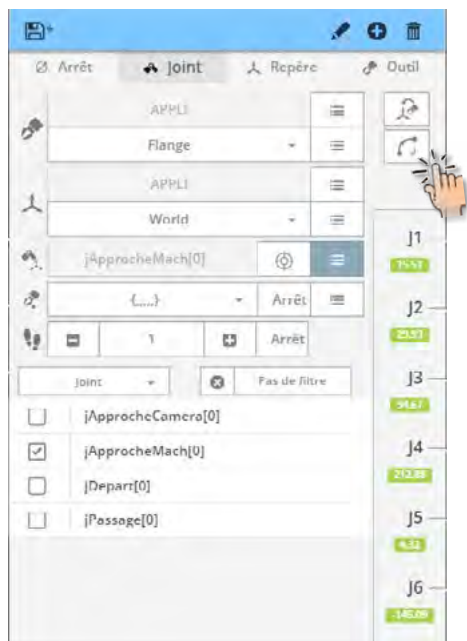 Arrêt
Joint
Repère
Outil
APPLI
Flange
APPLI
World
jApprocheMach[0]
{,,,,,}
Arrêt
1
Arrêt
Joint
Pas de filtre
jApprocheCamera[0]
jApprocheMach[0]
jDepart[0]
jPassage[0]
J1
J2
J3
J4
J5
J6